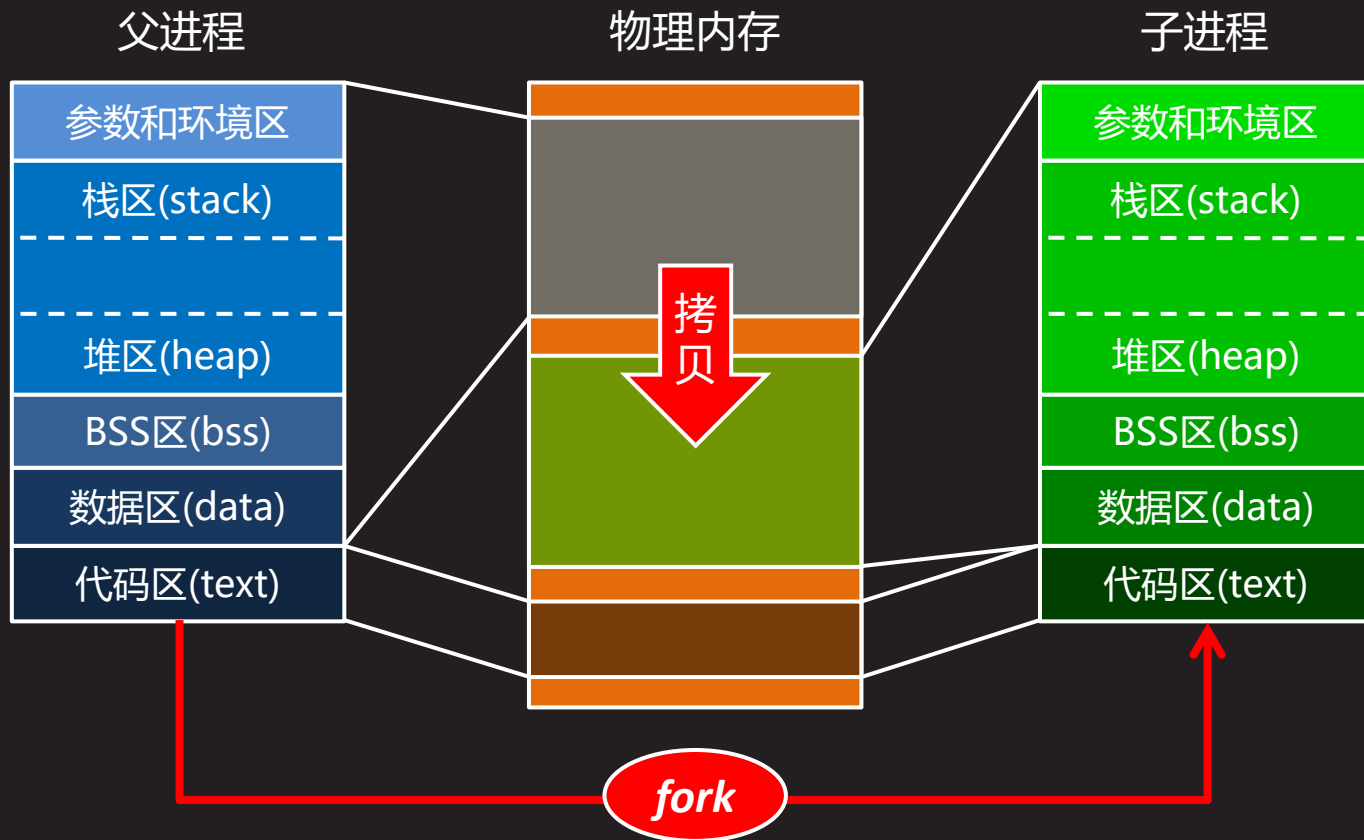 父进程
物理内存
子进程
参数和环境区
栈区(stack)
堆区(heap)
BSS区(bss)
数据区(data)
代码区(text)
拷
贝
参数和环境区
栈区(stack)
堆区(heap)
BSS区(bss)
数据区(data)
代码区(text)
fork